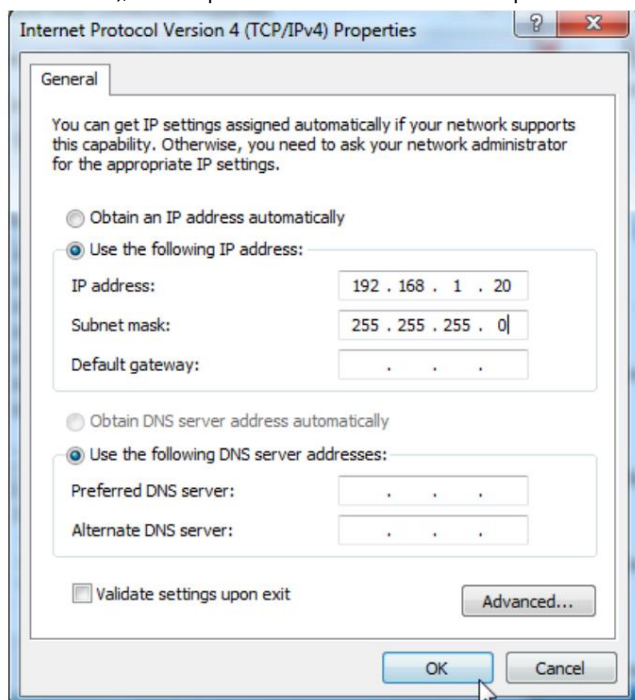 Internet Protocol Version 4 (TCP/IPv4) Properties
General
You can get IP settings assigned automatically if your network supports
this capability. Otherwise, you need to ask your network administrator
for the appropriate IP settings.
Obtain an IP address automatically
Use the following IP address:
IP address: 192 . 168 . 1 . 20
Subnet mask: 255 . 255 . 255 . 0
Default gateway: . . .
Obtain DNS server address automatically
Use the following DNS server addresses:
Preferred DNS server: . . .
Alternate DNS server: . . .
Validate settings upon exit
Advanced...
OK Cancel